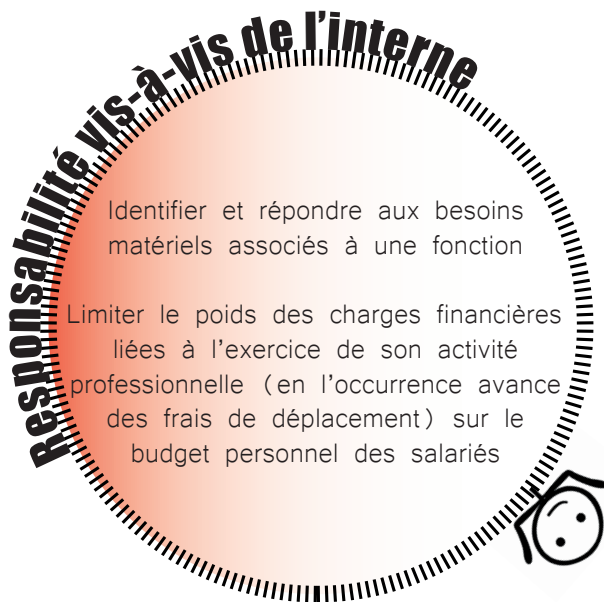 Responsabilité vis-à-vis de l'interne
Identifier et répondre aux besoins
matériels associés à une fonction
Limiter le poids des charges financières
liées à l'exercice de son activité
professionnelle (en l'occurrence avance
des frais de déplacement) sur le
budget personnel des salariés